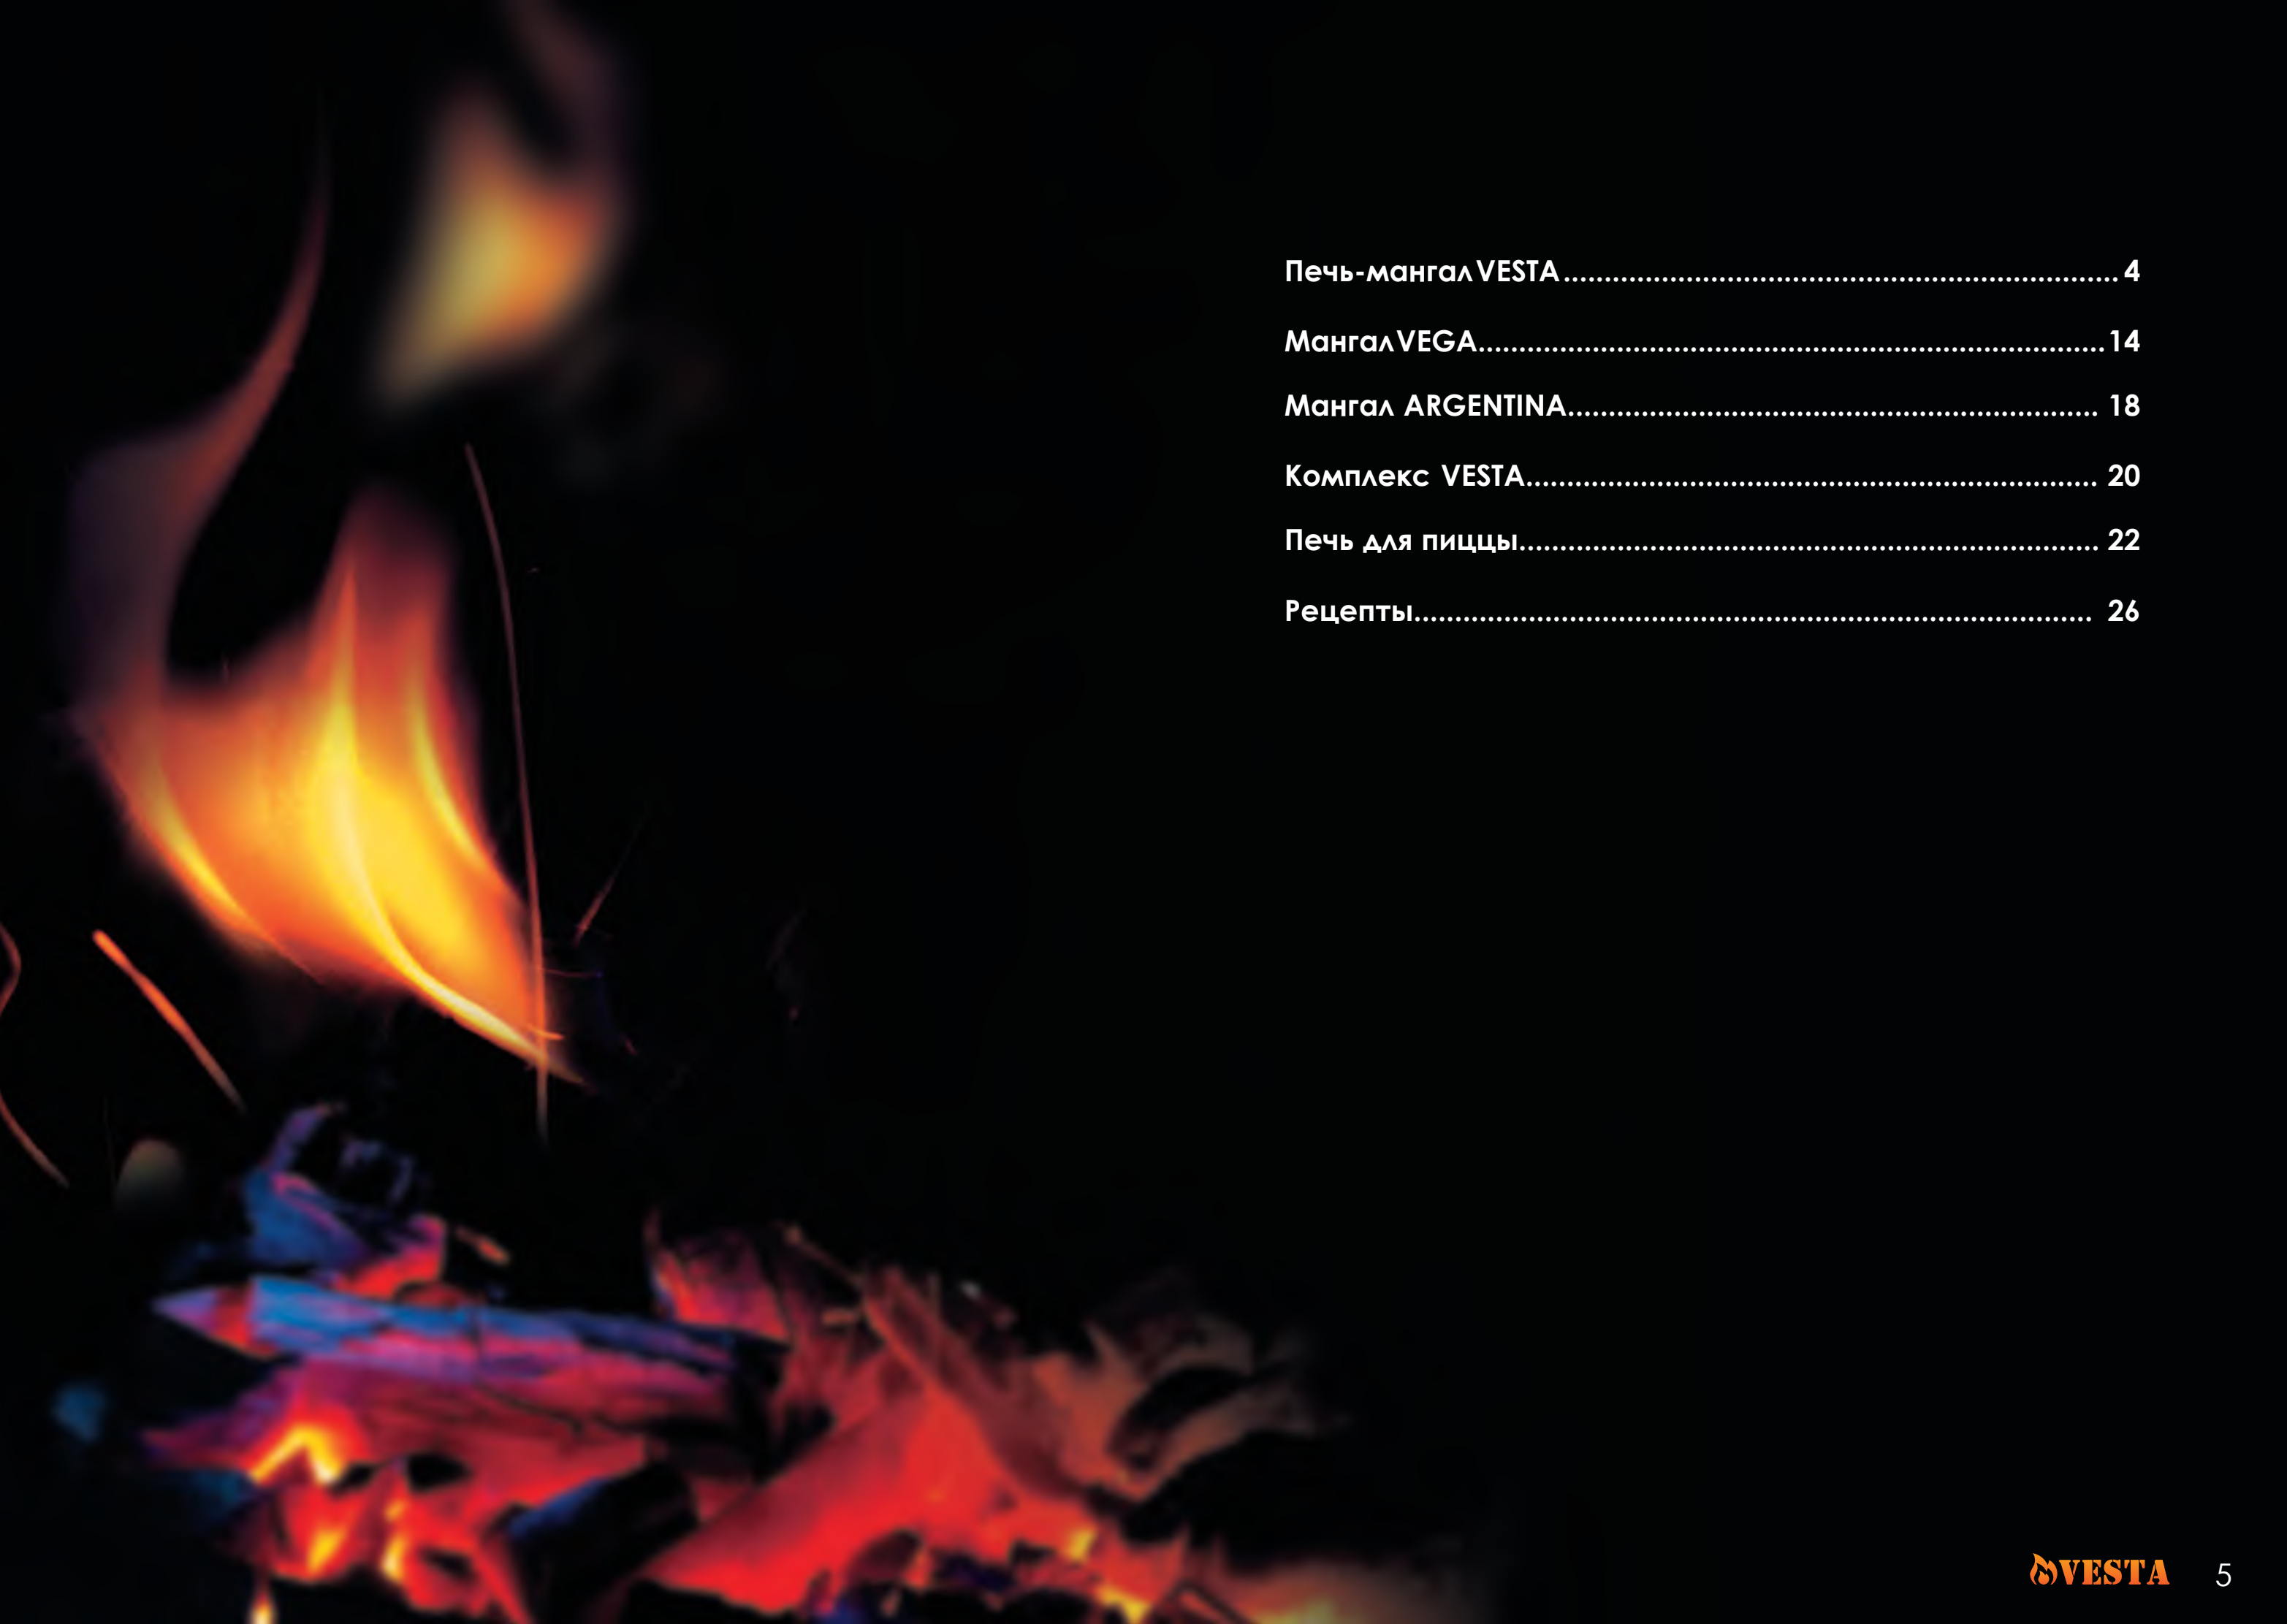 Печь-мангал VESTA.................................................................... 4
Мангал VEGA............................................................................. 14
Мангал ARGENTINA................................................................. 18
Комплекс VESTA...................................................................... 20
Печь для пиццы....................................................................... 22
Рецепты................................................................................... 26
VESTA 5